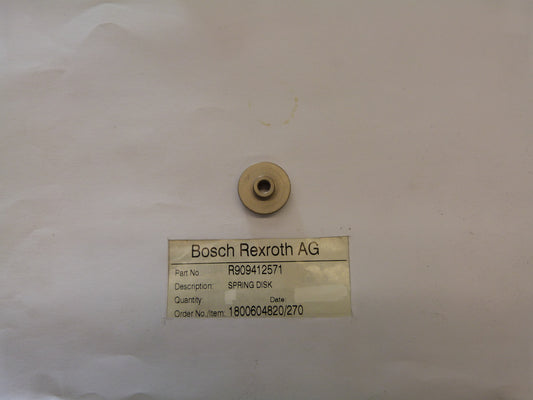 Bosch Rexroth AG
Part No R909412571
Description: SPRING DISK
Quantity: Date
Order No./Item: 1800604820/270